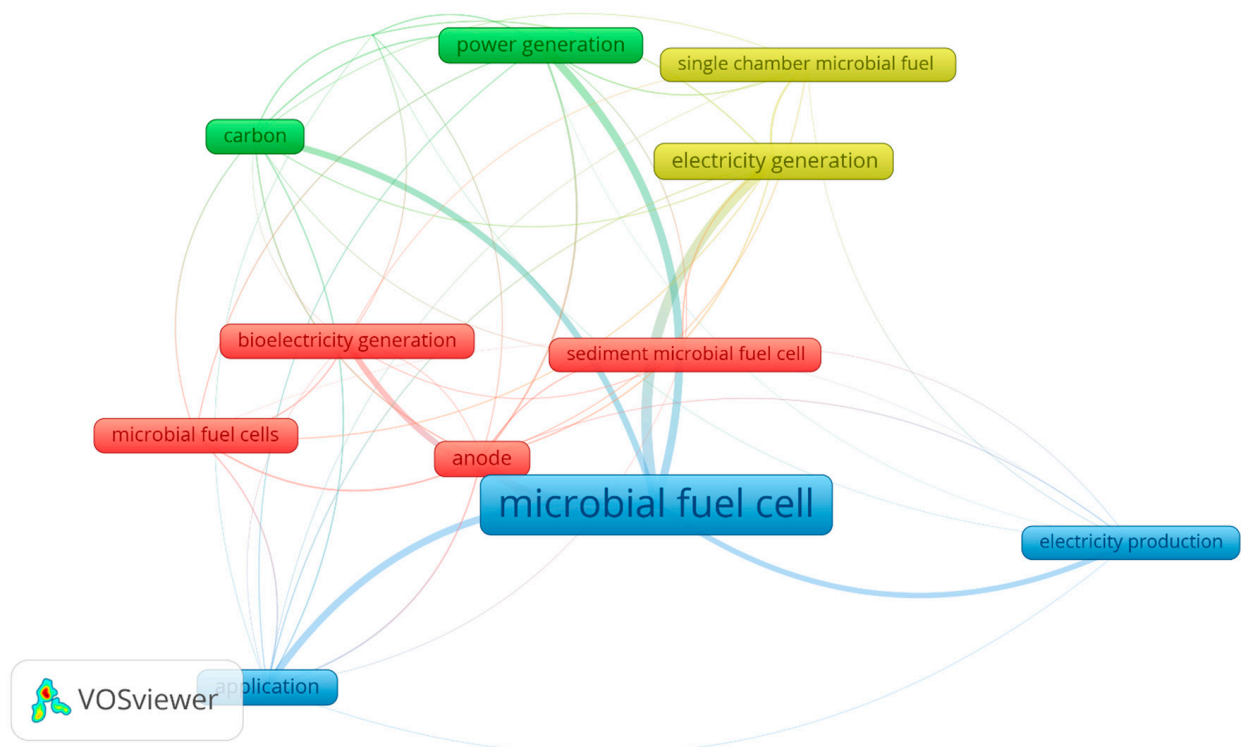 power generation
single chamber microbial fuel
carbon
electricity generation
bioelectricity generation
sediment microbial fuel cell
microbial fuel cells
anode
microbial fuel cell
electricity production
application
VOSviewer